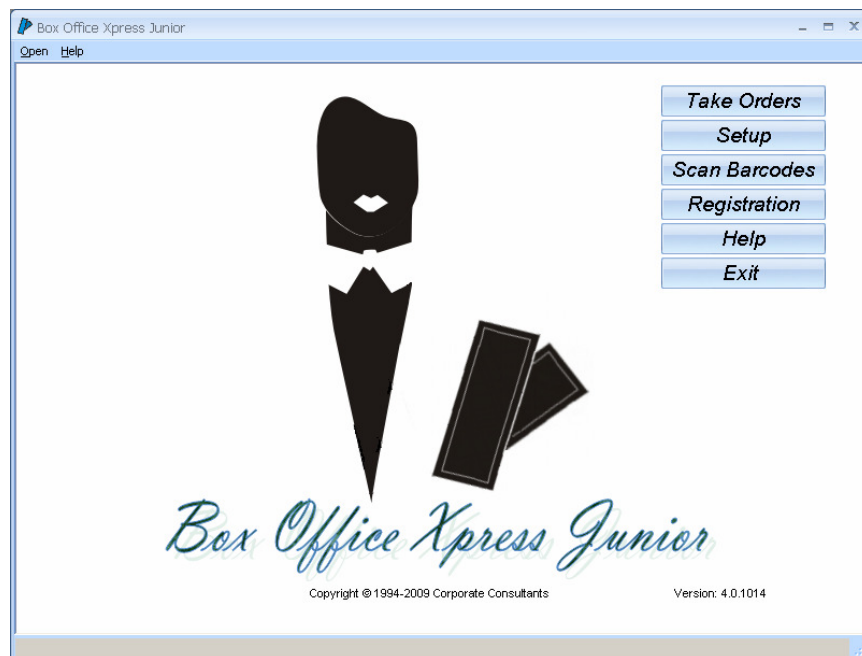 Box Office Xpress Junior
Open Help
Take Orders
Setup
Scan Barcodes
Registration
Help
Exit
Box Office Xpress Junior
Copyright © 1994-2009 Corporate Consultants Version: 4.0.1014